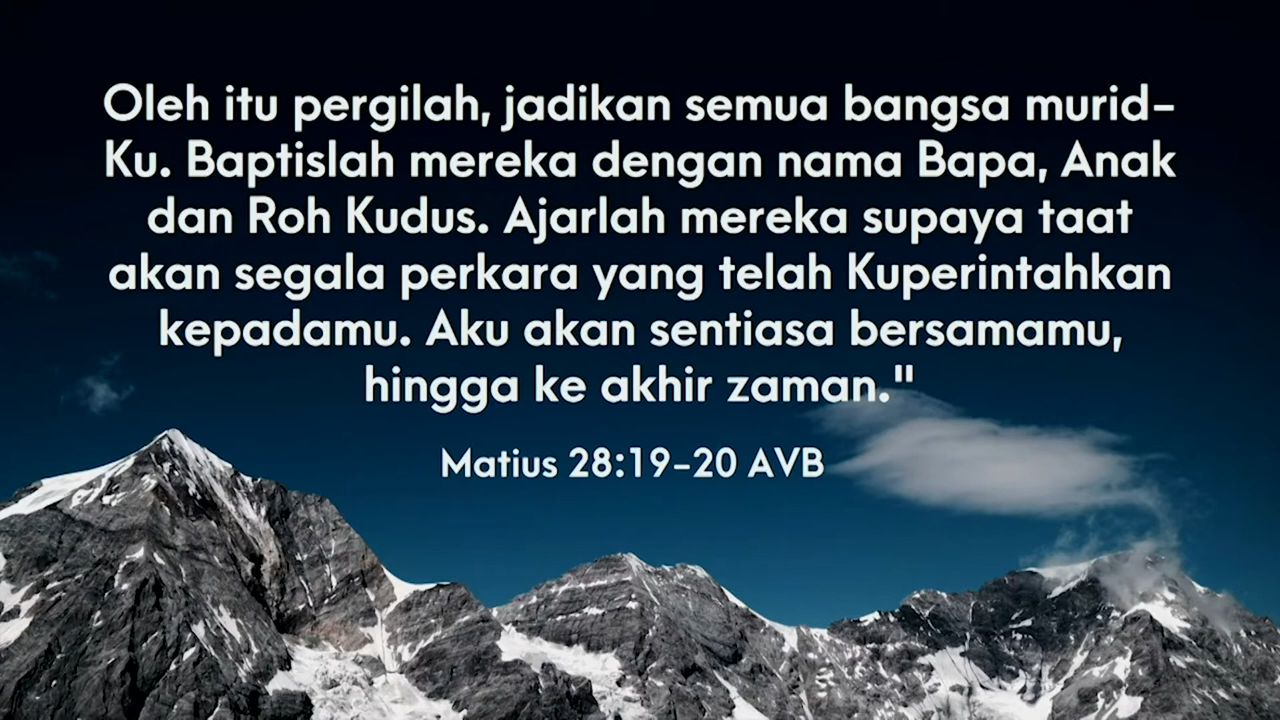 Oleh itu pergilah, jadikan semua bangsa murid-
Ku. Baptislah mereka dengan nama Bapa, Anak
dan Roh Kudus. Ajarlah mereka supaya taat
akan segala perkara yang telah Kuperintahkan
kepadamu. Aku akan sentiasa bersamamu,
hingga ke akhir zaman."
Matius 28:19-20 AVB